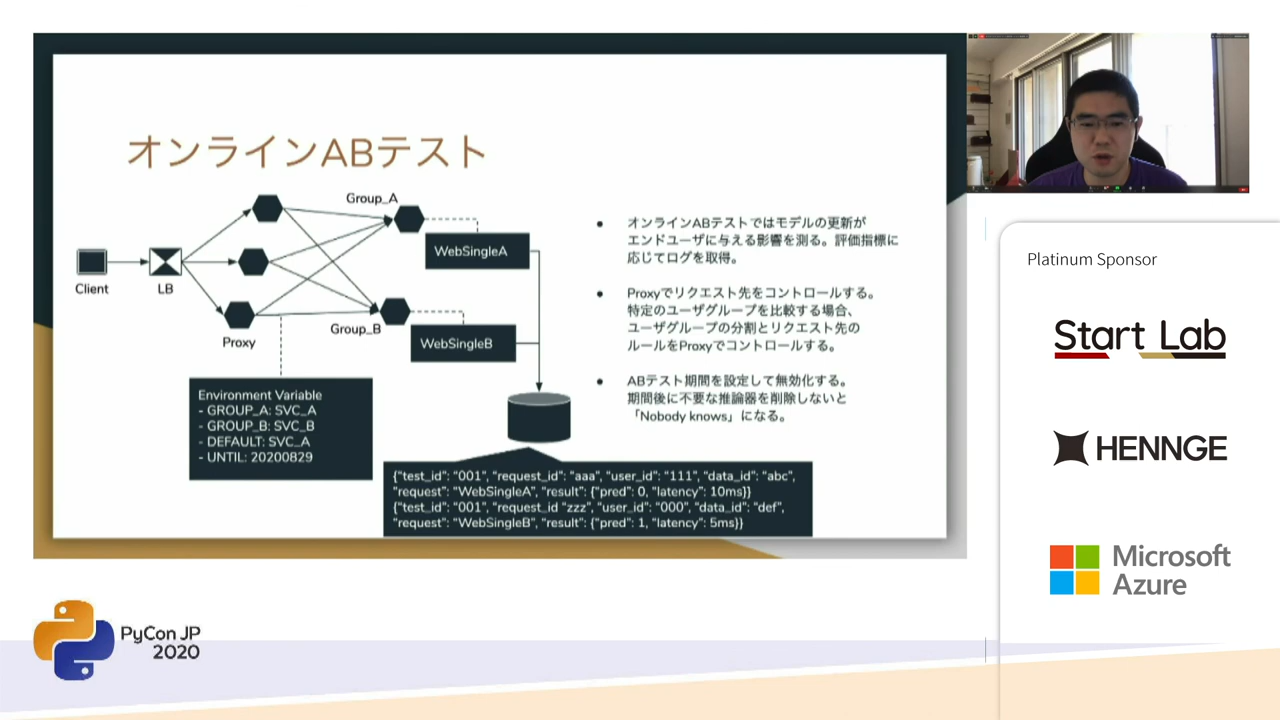 オンラインABテスト
Client
LB
Proxy
Group_A
Group_B
WebSingleA
WebSingleB
Environment Variable
- GROUP_A: SVC_A
- GROUP_B: SVC_B
- DEFAULT: SVC_A
- UNTIL: 20200829
{"test_id": "001", "request_id": "aaa", "user_id": "111", "data_id": "abc",
"request": "WebSingleA", "result": {"pred": 0, "latency": 10ms}}
{"test_id": "001", "request_id "zzz", "user_id": "000", "data_id": "def",
"request": "WebSingleB", "result": {"pred": 1, "latency": 5ms}}
● オンラインABテストではモデルの更新が
エンドユーザに与える影響を測る。評価指標に
応じてログを取得。
● Proxyでリクエスト先をコントロールする。
特定のユーザグループを比較する場合、
ユーザグループの分割とリクエスト先の
ルールをProxyでコントロールする。
● ABテスト期間を設定して無効化する。
期間後に不要な推論器を削除しないと
「Nobody knows」になる。
Platinum Sponsor
Start Lab
HENNGE
Microsoft
Azure
PyCon JP
2020